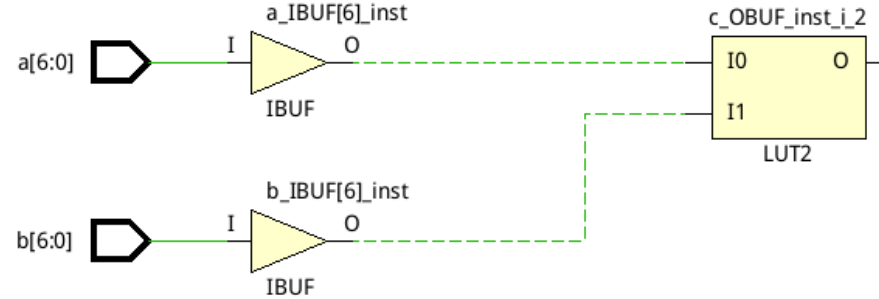 a_IBUF[6]_inst
c_OBUF_inst_i_2
a[6:0]
I
O
IBUF
I0
O
I1
LUT2
b_IBUF[6]_inst
b[6:0]
I
O
IBUF